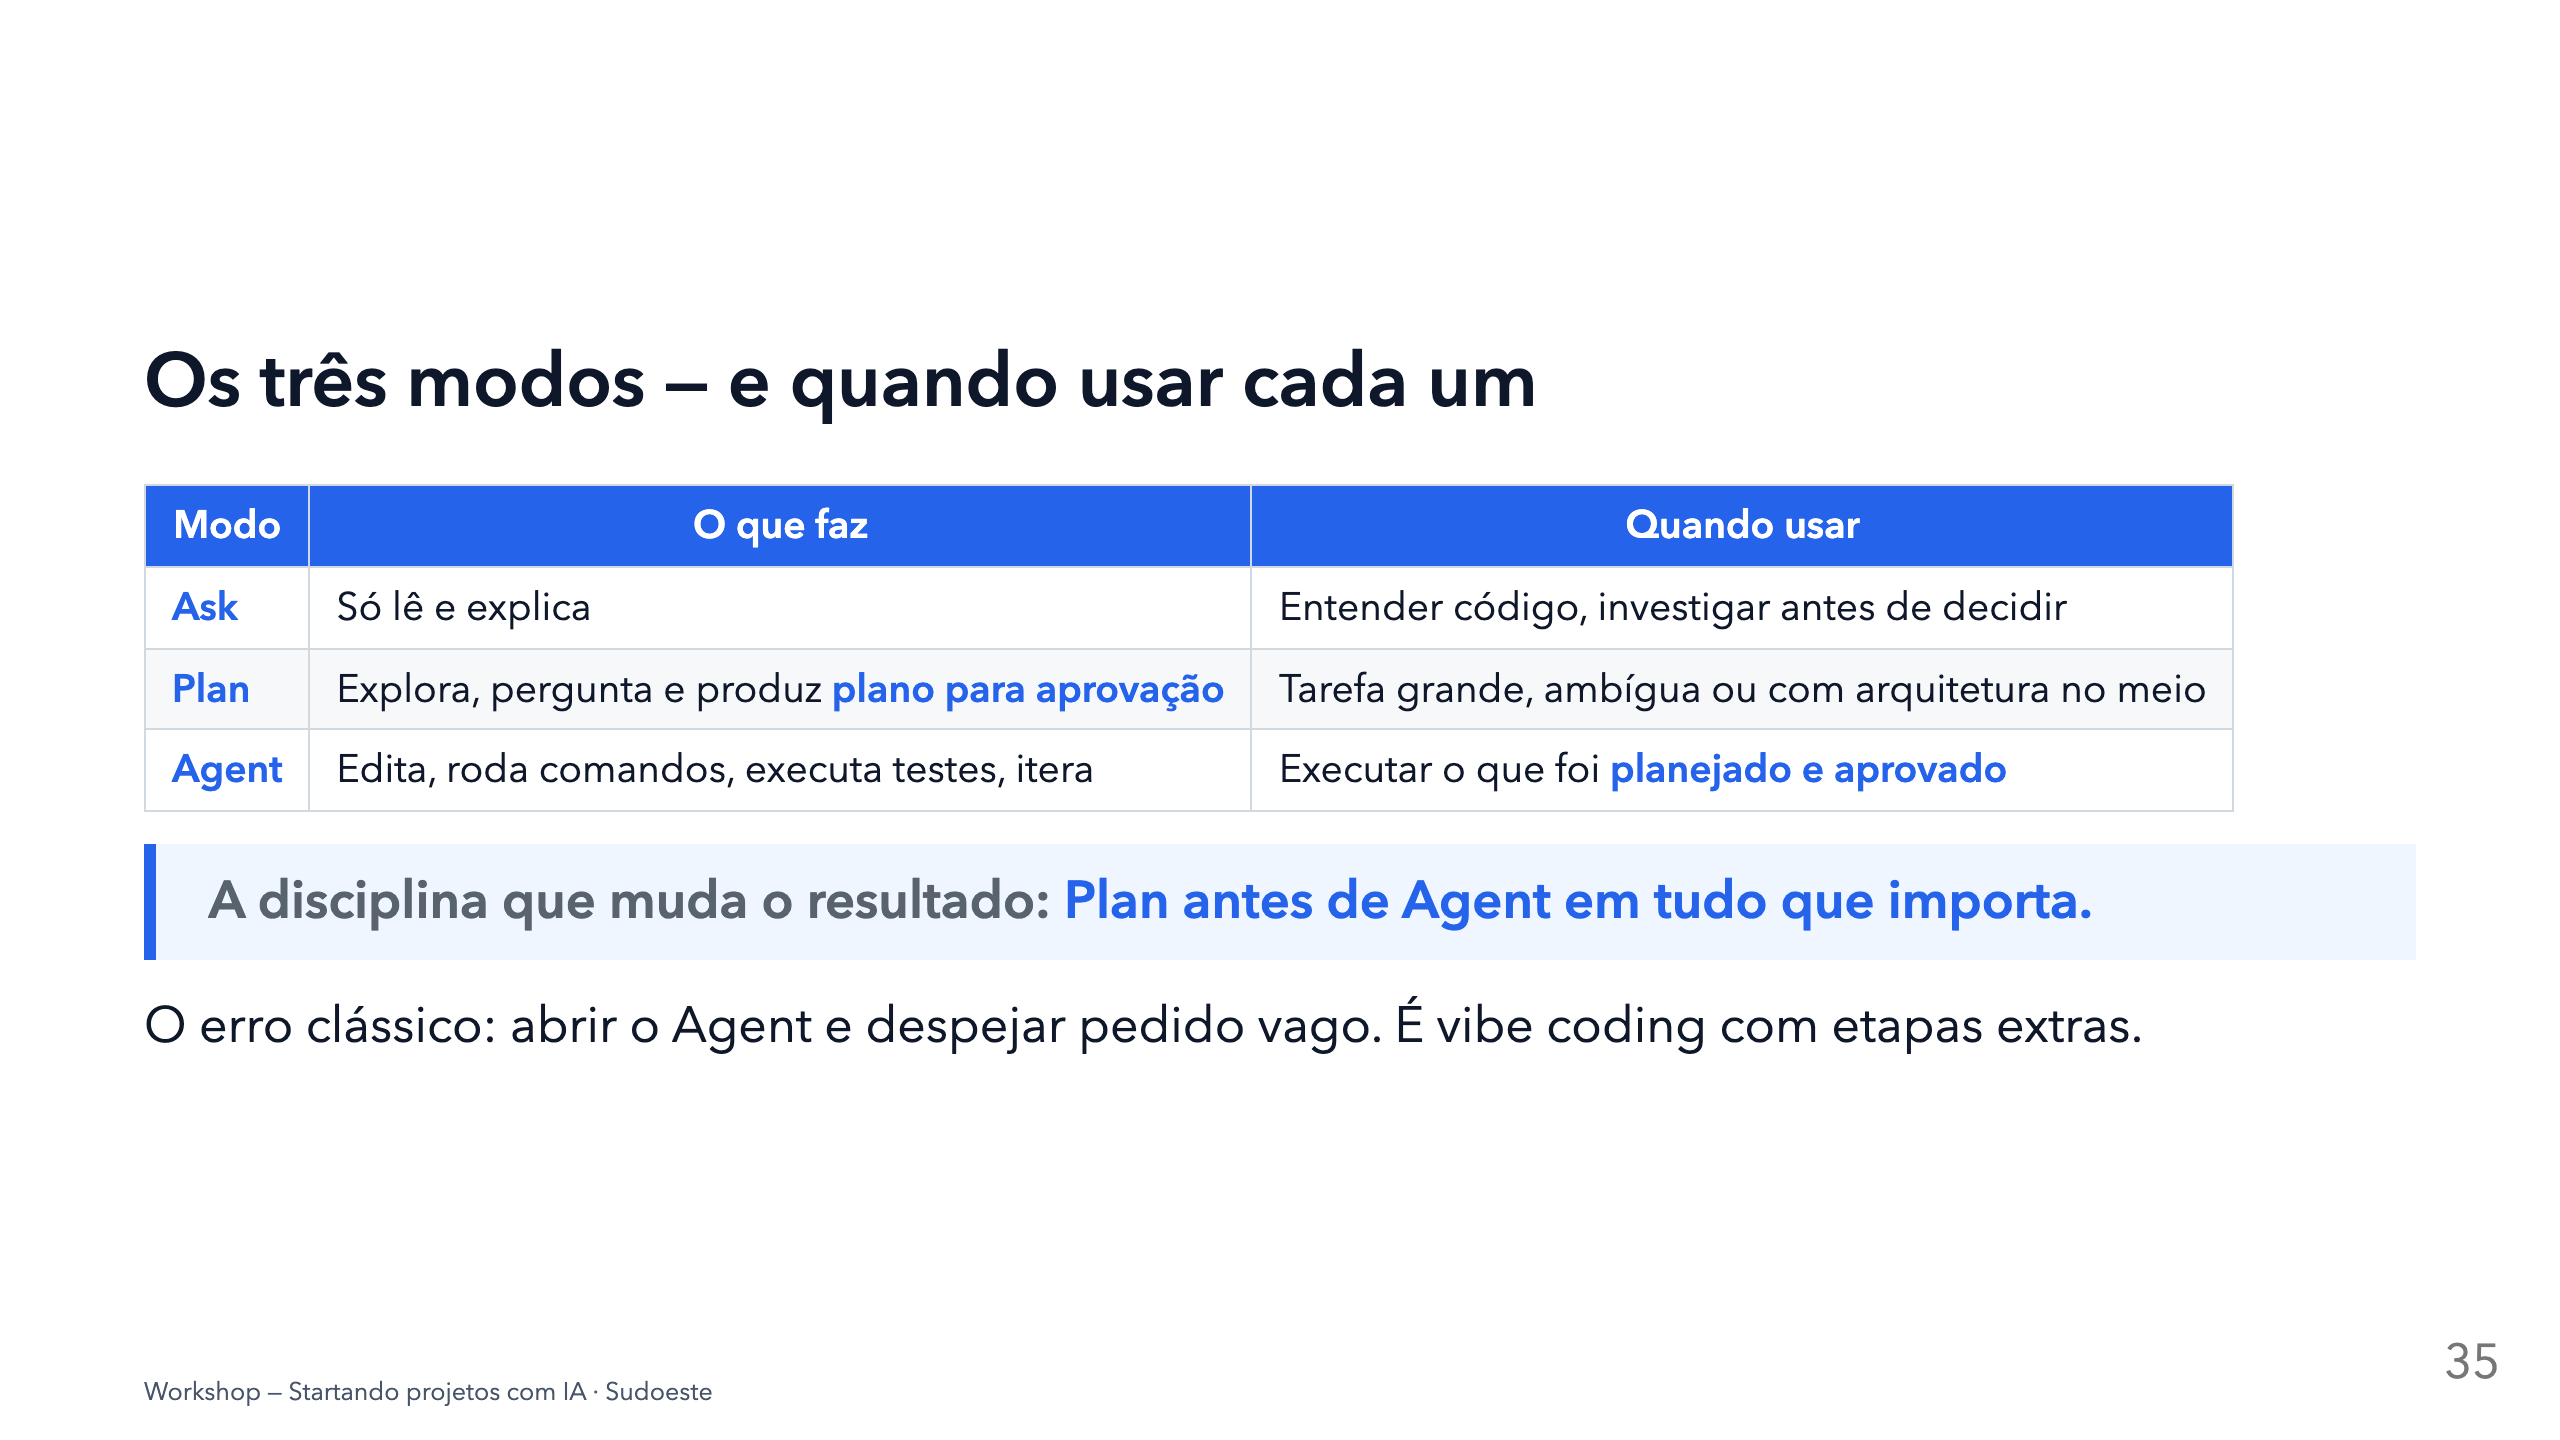 Os três modos – e quando usar cada um
Modo O que faz Quando usar
Ask Só lê e explica Entender código, investigar antes de decidir
Plan Explora, pergunta e produz plano para aprovação Tarefa grande, ambígua ou com arquitetura no meio
Agent Edita, roda comandos, executa testes, itera Executar o que foi planejado e aprovado
A disciplina que muda o resultado: Plan antes de Agent em tudo que importa.
O erro clássico: abrir o Agent e despejar pedido vago. É vibe coding com etapas extras.
Workshop – Startando projetos com IA · Sudoeste
35